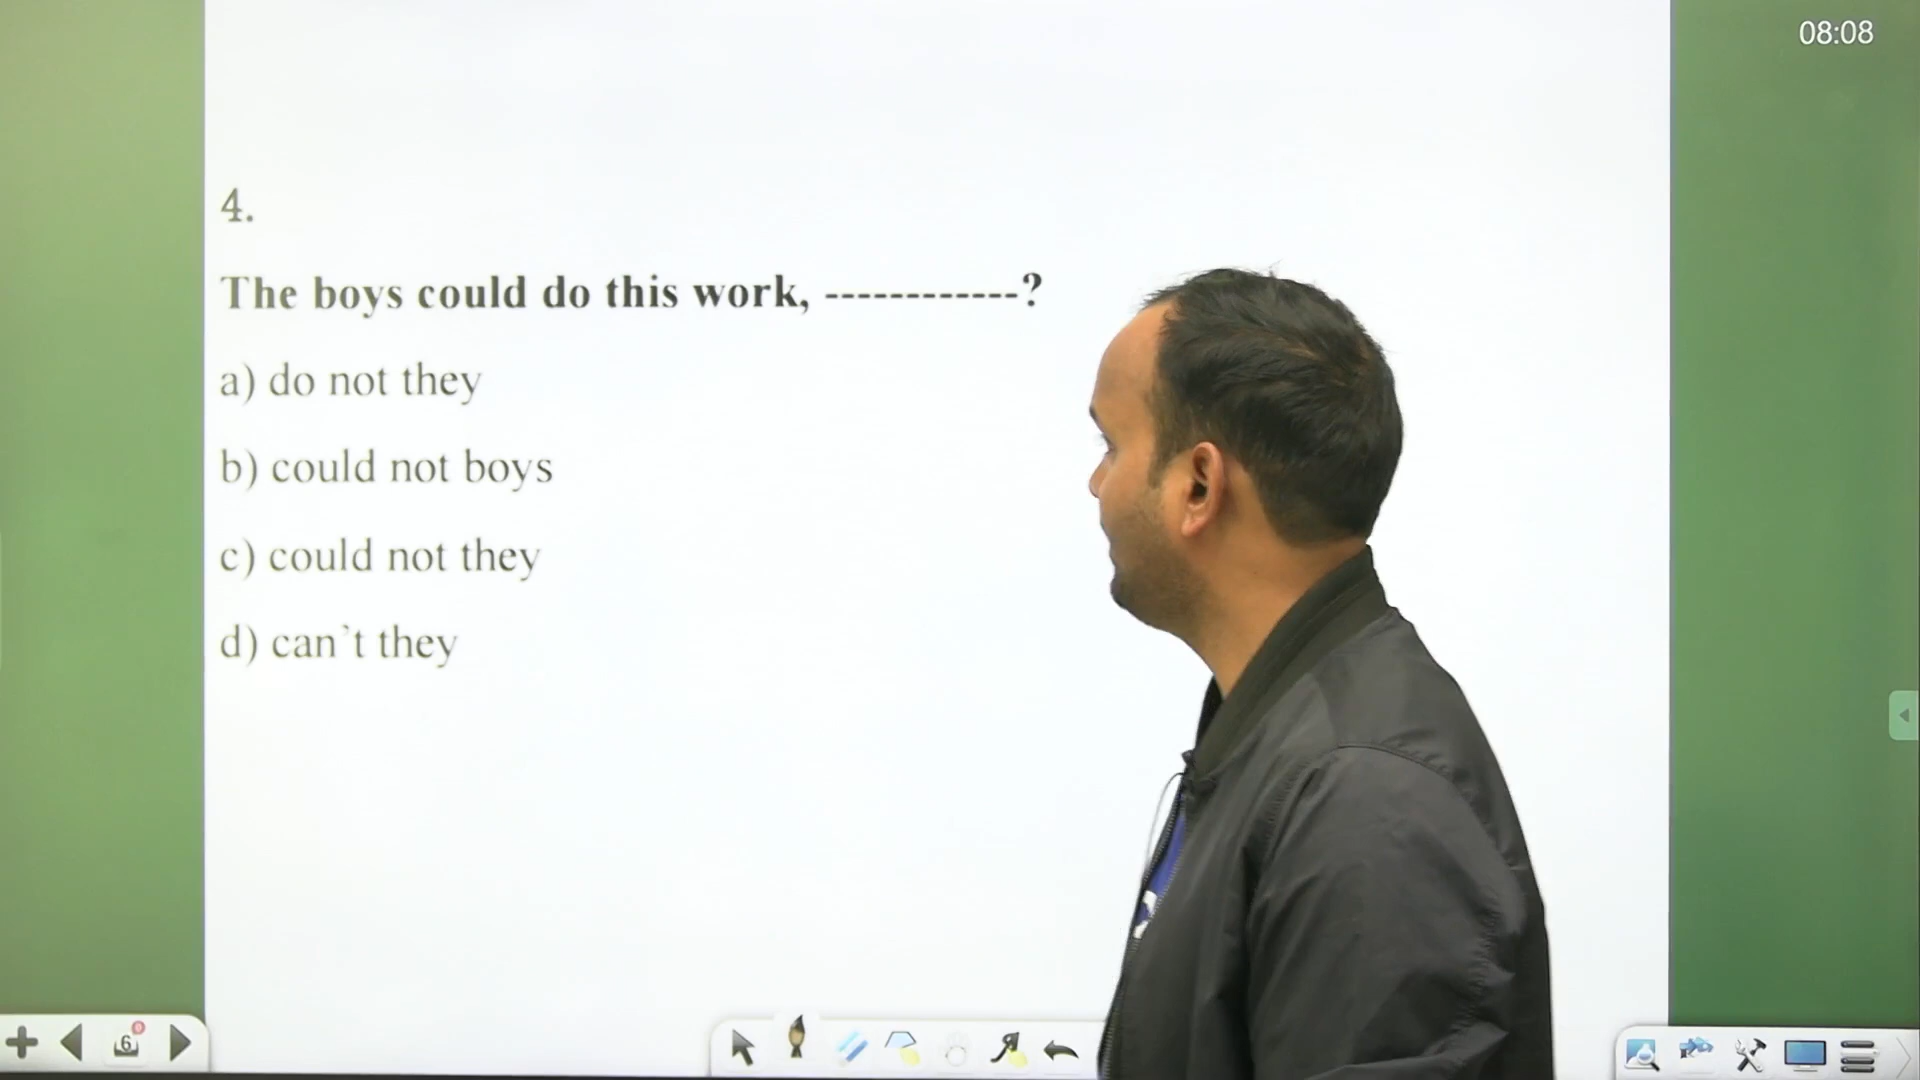 08:08
4.
The boys could do this work, ------------?
a) do not they
b) could not boys
c) could not they
d) can't they
6